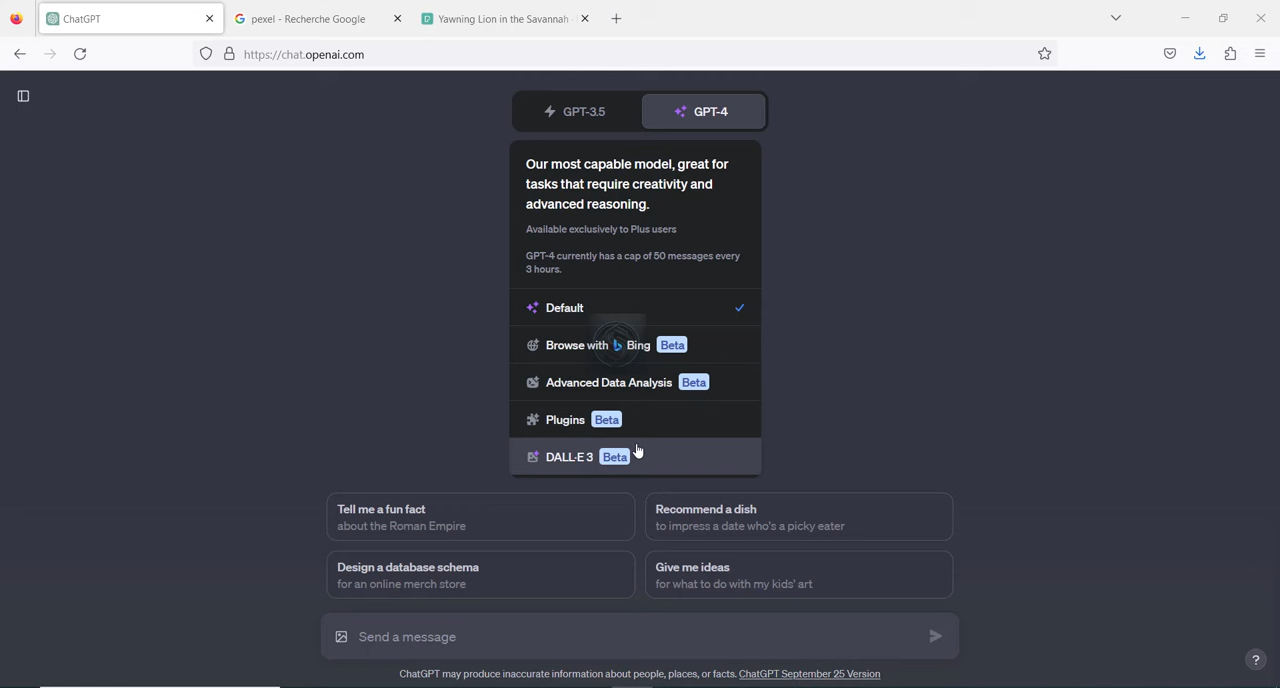 ChatGPT
pexel - Recherche Google
Yawning Lion in the Savannah
https://chat.openai.com
GPT-3.5
GPT-4
Our most capable model, great for
tasks that require creativity and
advanced reasoning.
Available exclusively to Plus users
GPT-4 currently has a cap of 50 messages every
3 hours.
Default
Browse with Bing Beta
Advanced Data Analysis Beta
Plugins Beta
DALL·E 3 Beta
Tell me a fun fact
about the Roman Empire
Recommend a dish
to impress a date who's a picky eater
Design a database schema
for an online merch store
Give me ideas
for what to do with my kids' art
Send a message
ChatGPT may produce inaccurate information about people, places, or facts. ChatGPT September 25 Version
?